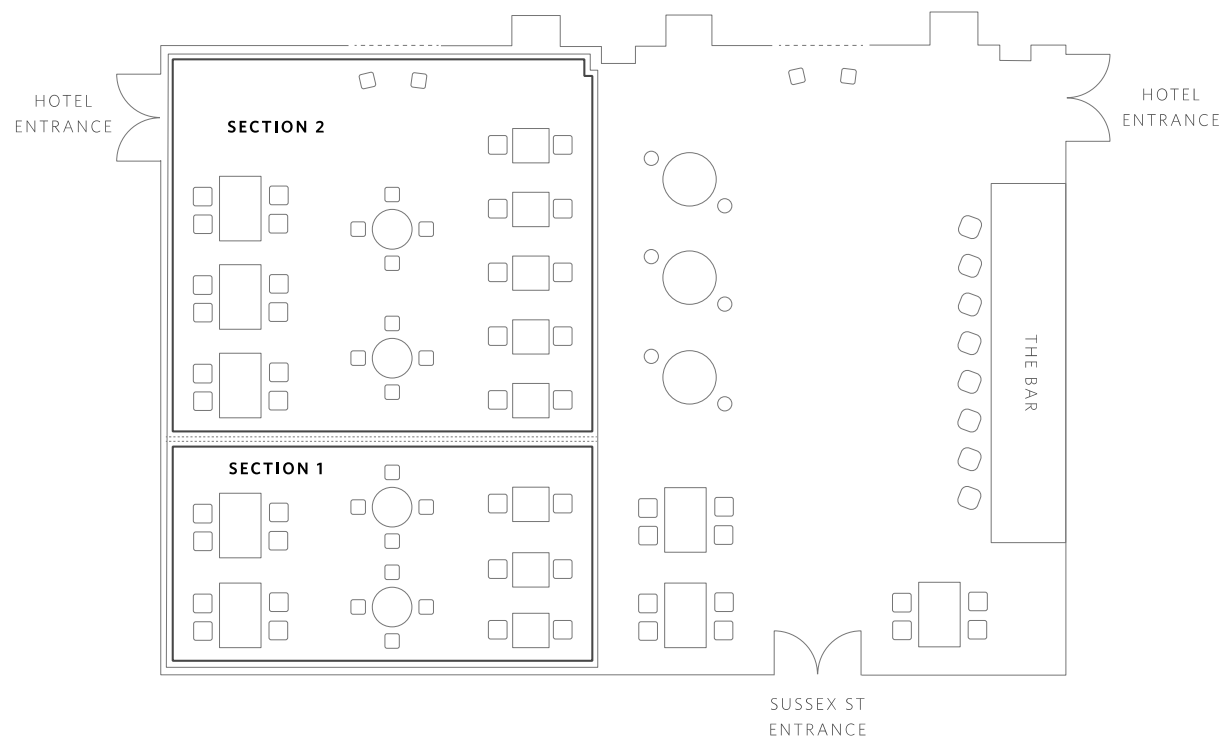 HOTEL
ENTRANCE
SECTION 2
HOTEL
ENTRANCE
THE BAR
SECTION 1
SUSSEX ST
ENTRANCE